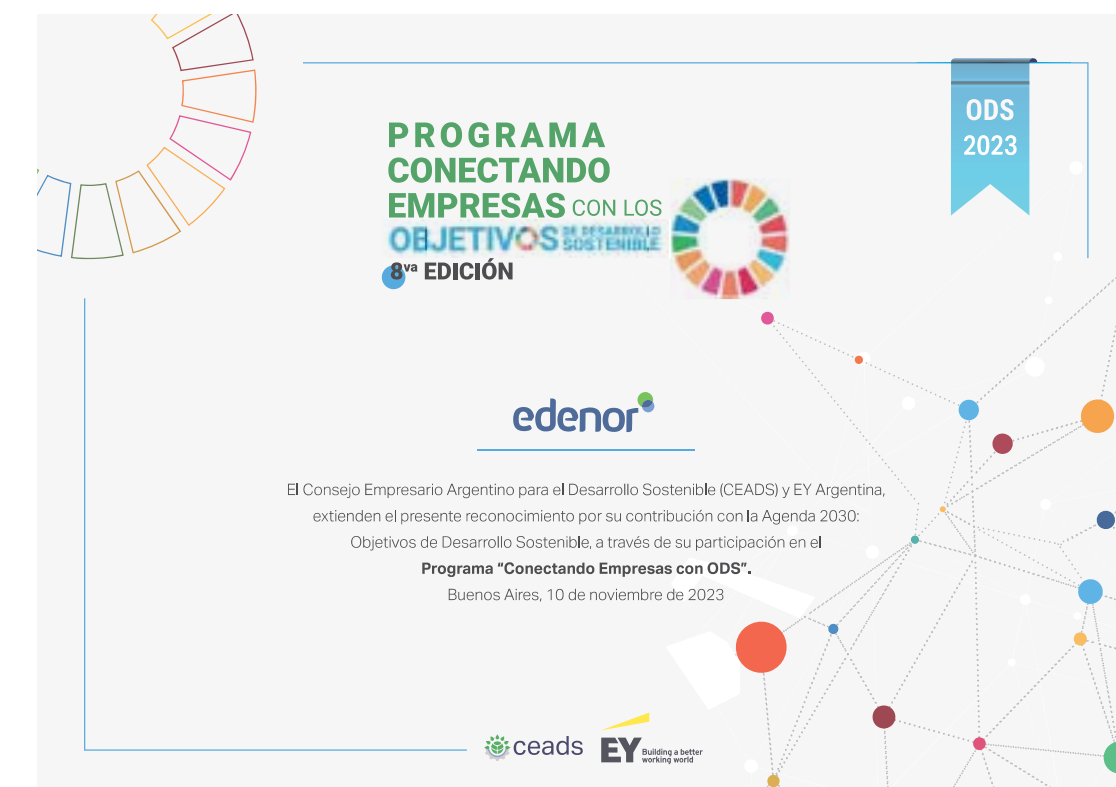 ODS
2023
PROGRAMA
CONECTANDO
EMPRESAS CON LOS
OBJETIVOS DE DESARROLLO SOSTENIBLE
8va EDICIÓN
edenor
El Consejo Empresario Argentino para el Desarrollo Sostenible (CEADS) y EY Argentina,
extienden el presente reconocimiento por su contribución con la Agenda 2030:
Objetivos de Desarrollo Sostenible, a través de su participación en el
Programa “Conectando Empresas con ODS”.
Buenos Aires, 10 de noviembre de 2023
ceads
EY Building a better
working world